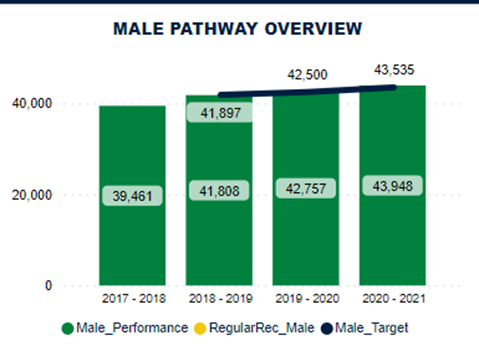 MALE PATHWAY OVERVIEW
43,535
42,500
40,000
41,897
20,000
39,461
41,808
42,757
43,948
0
2017 - 2018
2018 - 2019
2019 - 2020
2020 - 2021
Male_Performance
RegularRec_Male
Male_Target